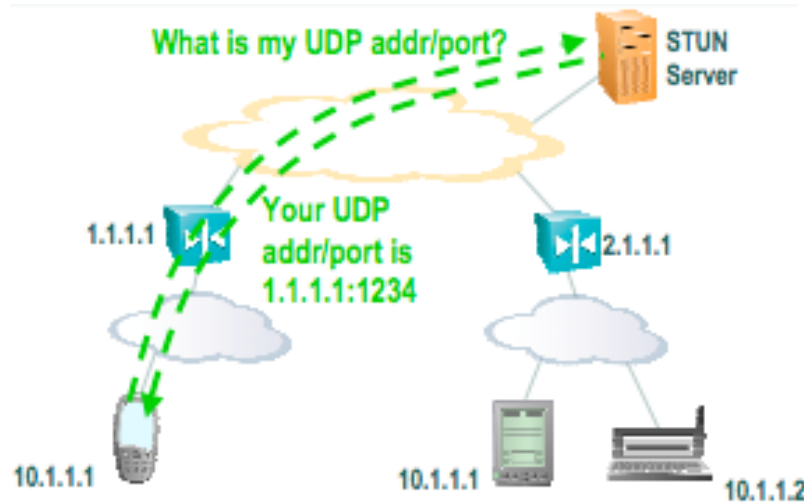 What is my UDP addr/port?
STUN
Server
1.1.1.1
Your UDP
addr/port is
1.1.1.1:1234
2.1.1.1
10.1.1.1
10.1.1.1
10.1.1.2